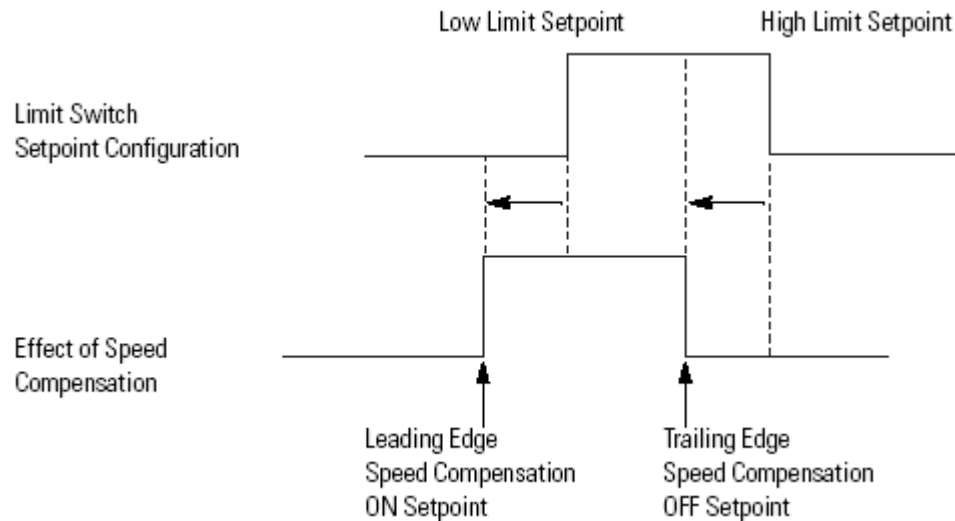 Low Limit Setpoint
High Limit Setpoint
Limit Switch
Setpoint Configuration
Effect of Speed
Compensation
Leading Edge
Speed Compensation
ON Setpoint
Trailing Edge
Speed Compensation
OFF Setpoint